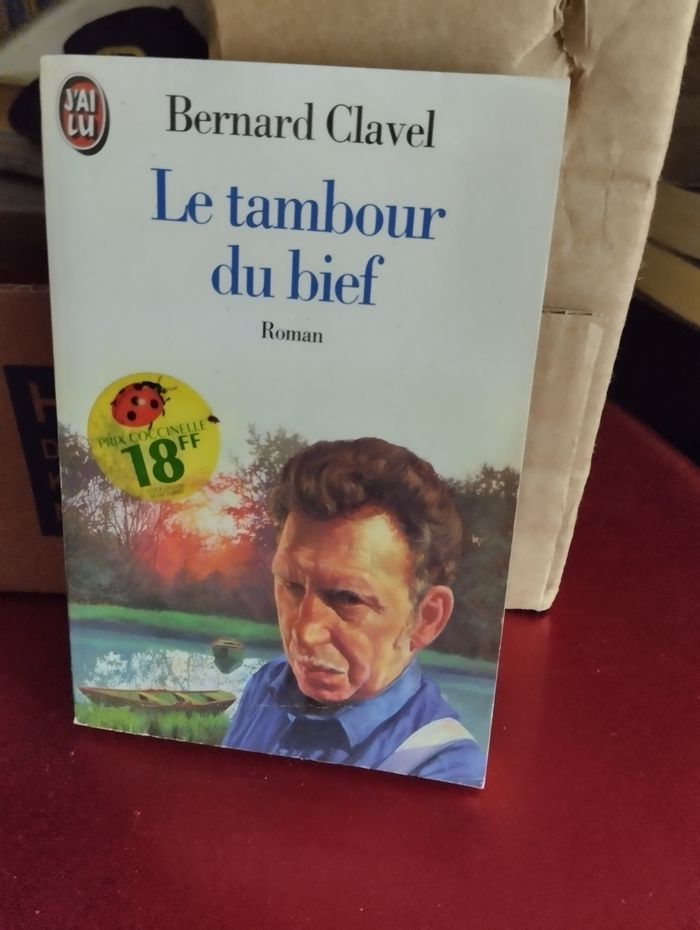 J'AI
LU
Bernard Clavel
Le tambour
du bief
Roman
PRIX COCCINELLE
18FF